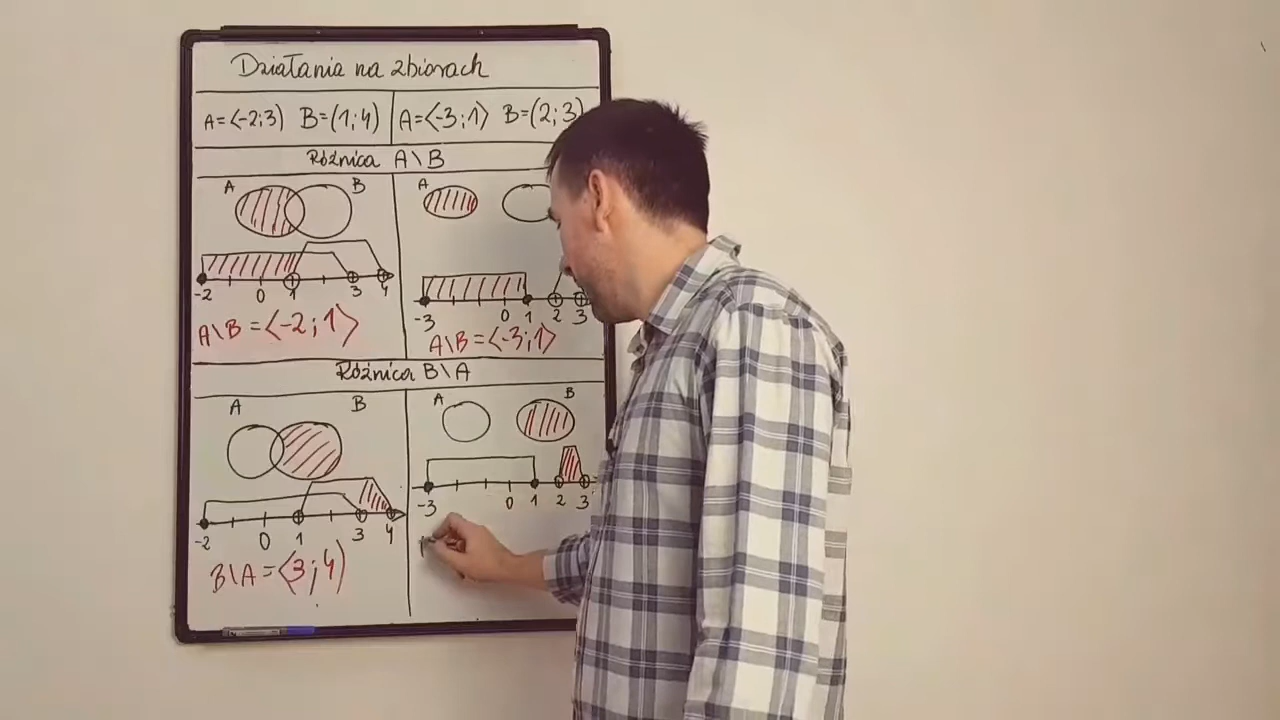 Działania na zbiorach
A=⟨-2;3) B=(1;4) A=⟨-3;1⟩ B=(2;3)
Różnica A\B
A B A
-2 0 1 3 4
-3 0 1 2 3
A\B=⟨-2;1⟩
A\B=⟨-3;1⟩
Różnica B\A
A B A B
-3 0 1 2 3
-2 0 1 3 4
B\A=⟨3;4)